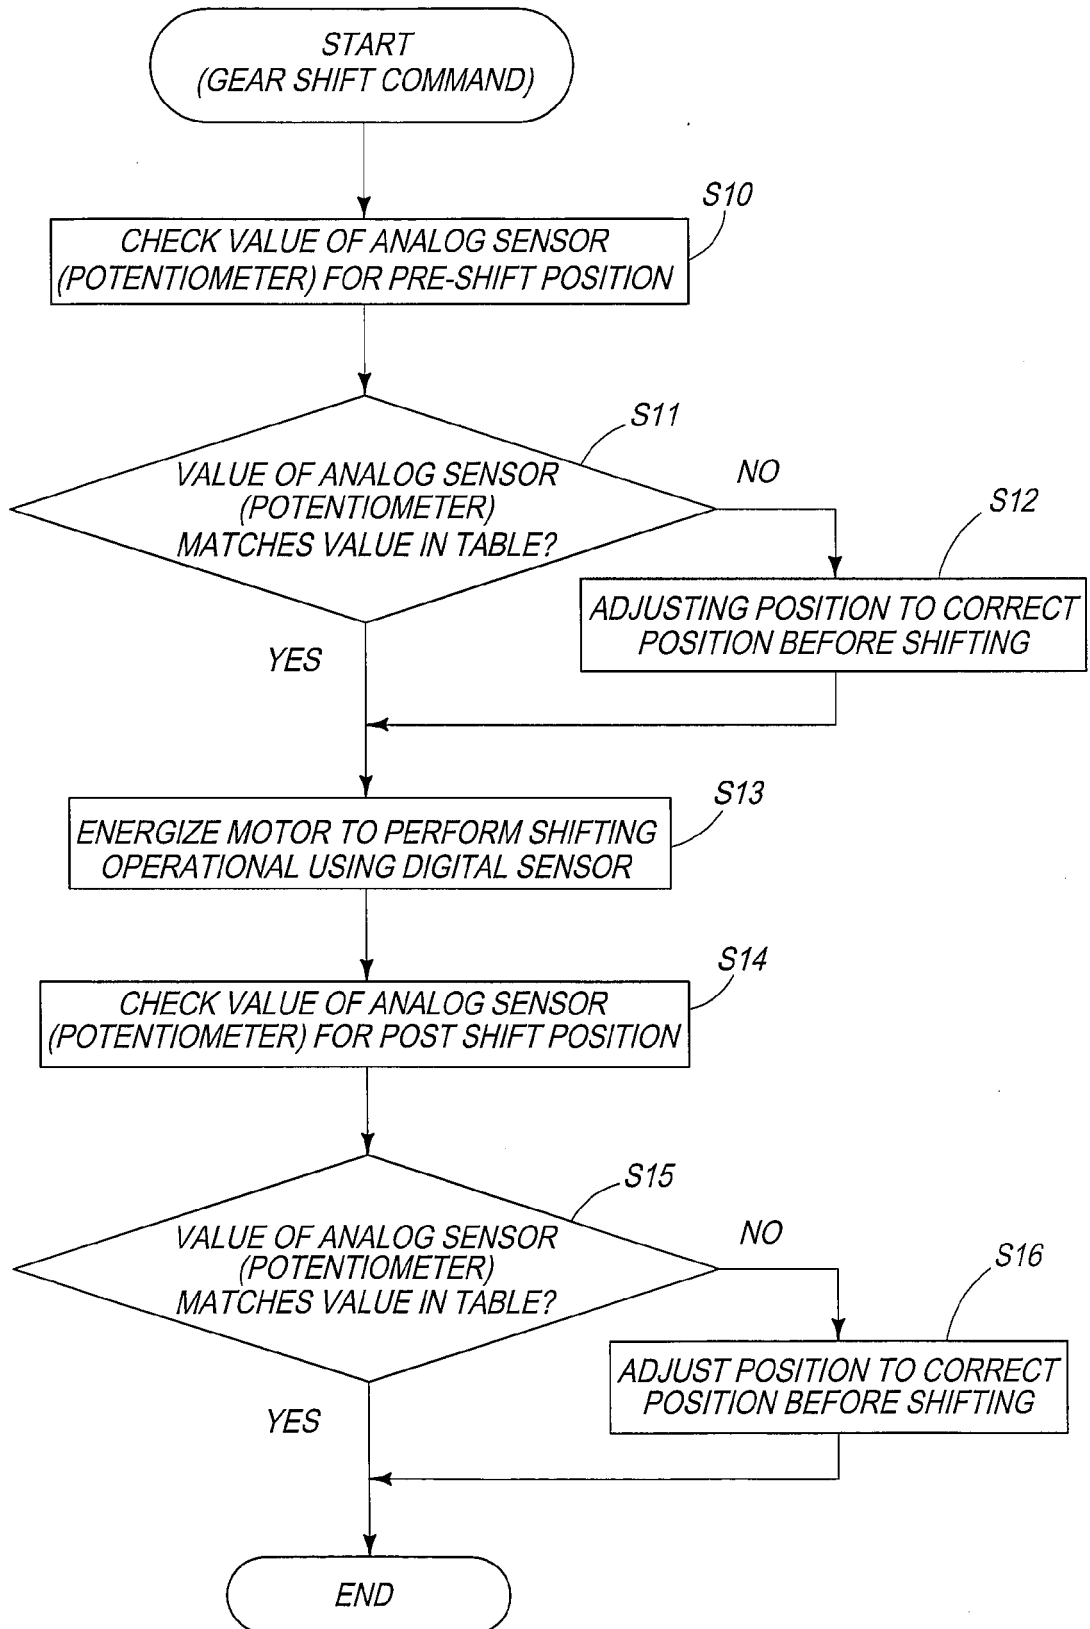 START
(GEAR SHIFT COMMAND)
S10
CHECK VALUE OF ANALOG SENSOR
(POTENTIOMETER) FOR PRE-SHIFT POSITION
S11
VALUE OF ANALOG SENSOR
(POTENTIOMETER)
MATCHES VALUE IN TABLE?
NO
S12
ADJUSTING POSITION TO CORRECT
POSITION BEFORE SHIFTING
YES
S13
ENERGIZE MOTOR TO PERFORM SHIFTING
OPERATIONAL USING DIGITAL SENSOR
S14
CHECK VALUE OF ANALOG SENSOR
(POTENTIOMETER) FOR POST SHIFT POSITION
S15
VALUE OF ANALOG SENSOR
(POTENTIOMETER)
MATCHES VALUE IN TABLE?
NO
S16
ADJUST POSITION TO CORRECT
POSITION BEFORE SHIFTING
YES
END